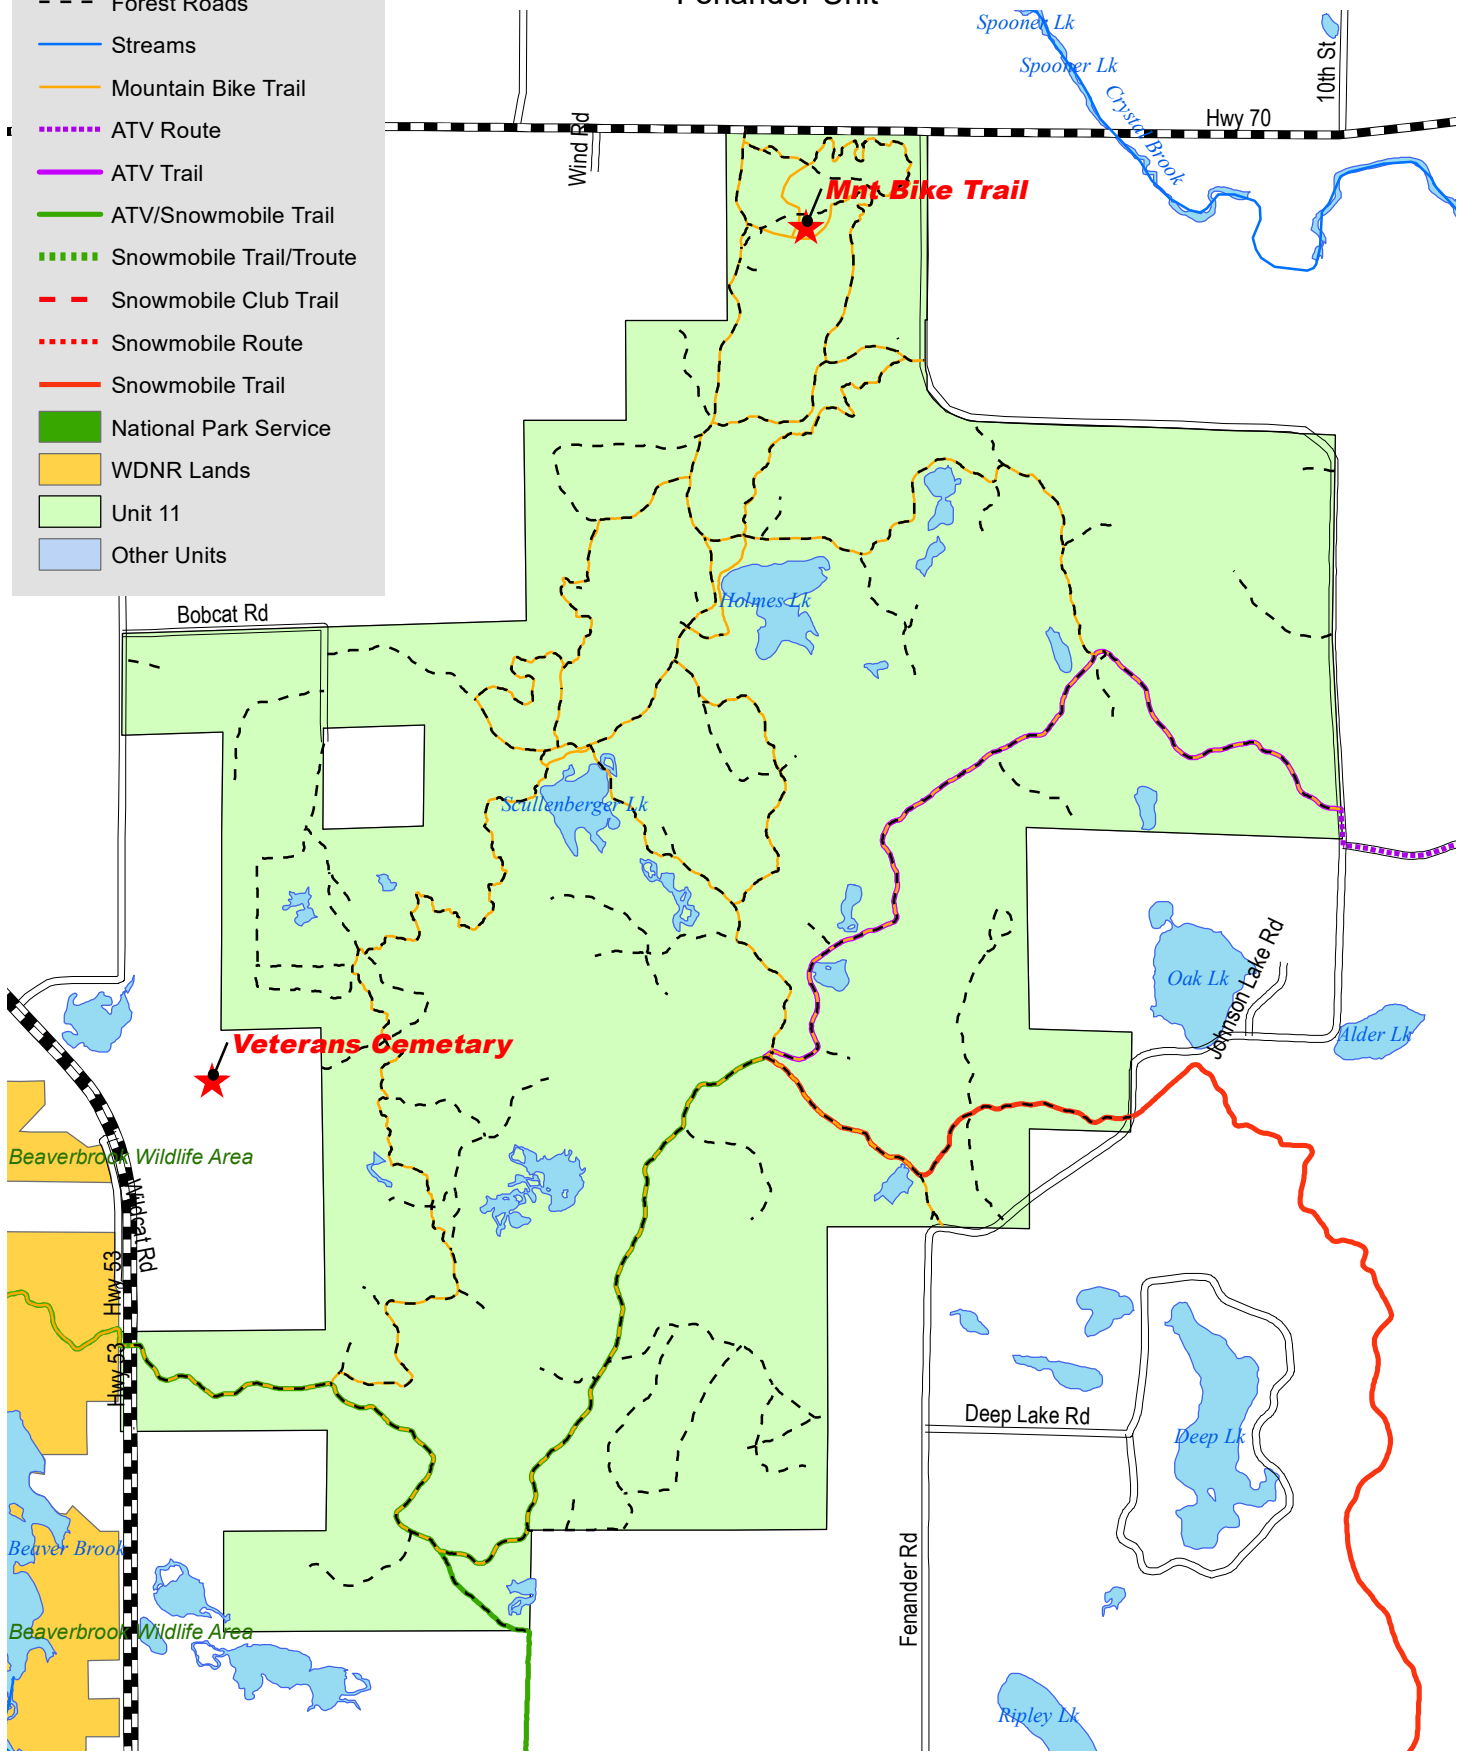 Forest Roads
Fenander Unit
Streams
Mountain Bike Trail
ATV Route
ATV Trail
ATV/Snowmobile Trail
Snowmobile Trail/Troute
Snowmobile Club Trail
Snowmobile Route
Snowmobile Trail
National Park Service
WDNR Lands
Unit 11
Other Units
Spooner Lk
Spooner Lk
Crystal Brook
10th St
Hwy 70
Wind Rd
Mnt Bike Trail
Bobcat Rd
Holmes Lk
Scullenberger Lk
Oak Lk
Johnson Lake Rd
Alder Lk
Veterans Cemetary
Beaverbrook Wildlife Area
Wildcat Rd
Hwy 53
Hwy 53
Deep Lake Rd
Deep Lk
Beaver Brook
Fenander Rd
Beaverbrook Wildlife Area
Ripley Lk